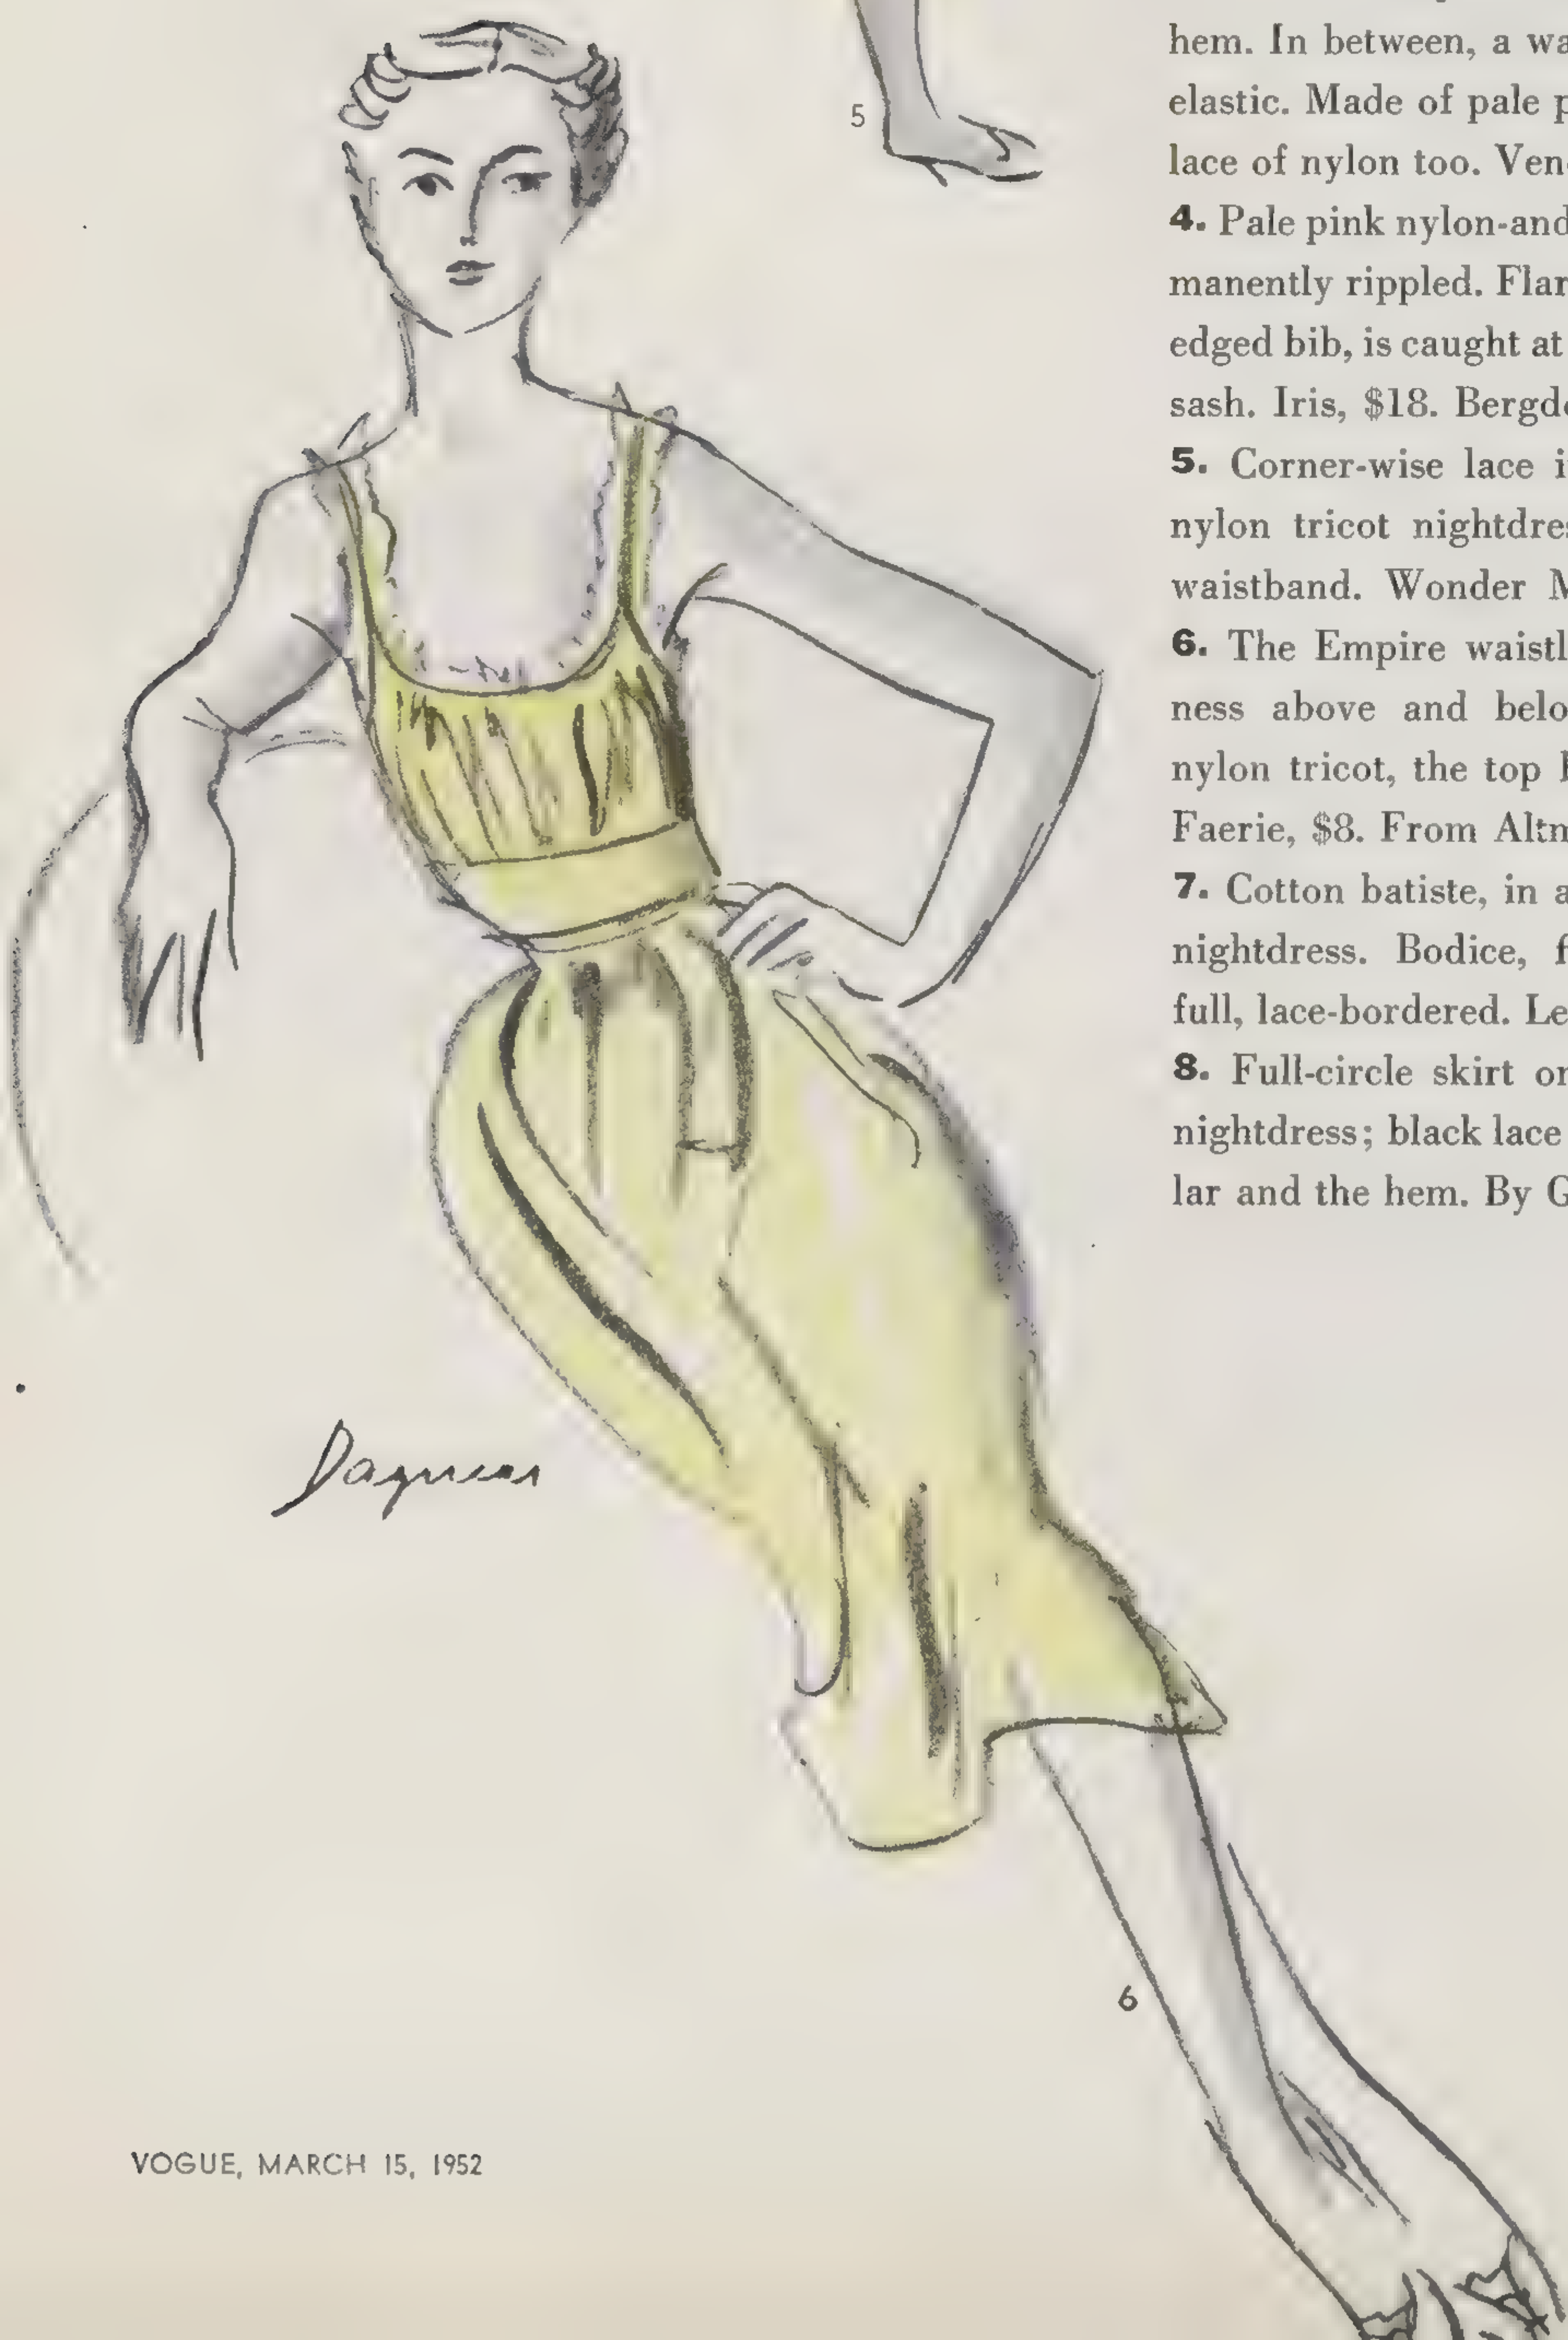 5
hem. In between, a wa
elastic. Made of pale p
lace of nylon too. Ven
4. Pale pink nylon-and
manently rippled. Flar
edged bib, is caught at
sash. Iris, $18. Bergdo
5. Corner-wise lace i
nylon tricot nightdres
waistband. Wonder M
6. The Empire waistl
ness above and belo
nylon tricot, the top
Faerie, $8. From Altm
7. Cotton batiste, in a
nightdress. Bodice, f
full, lace-bordered. Le
8. Full-circle skirt or
nightdress; black lace
lar and the hem. By G
Dagmar
6
VOGUE, MARCH 15, 1952